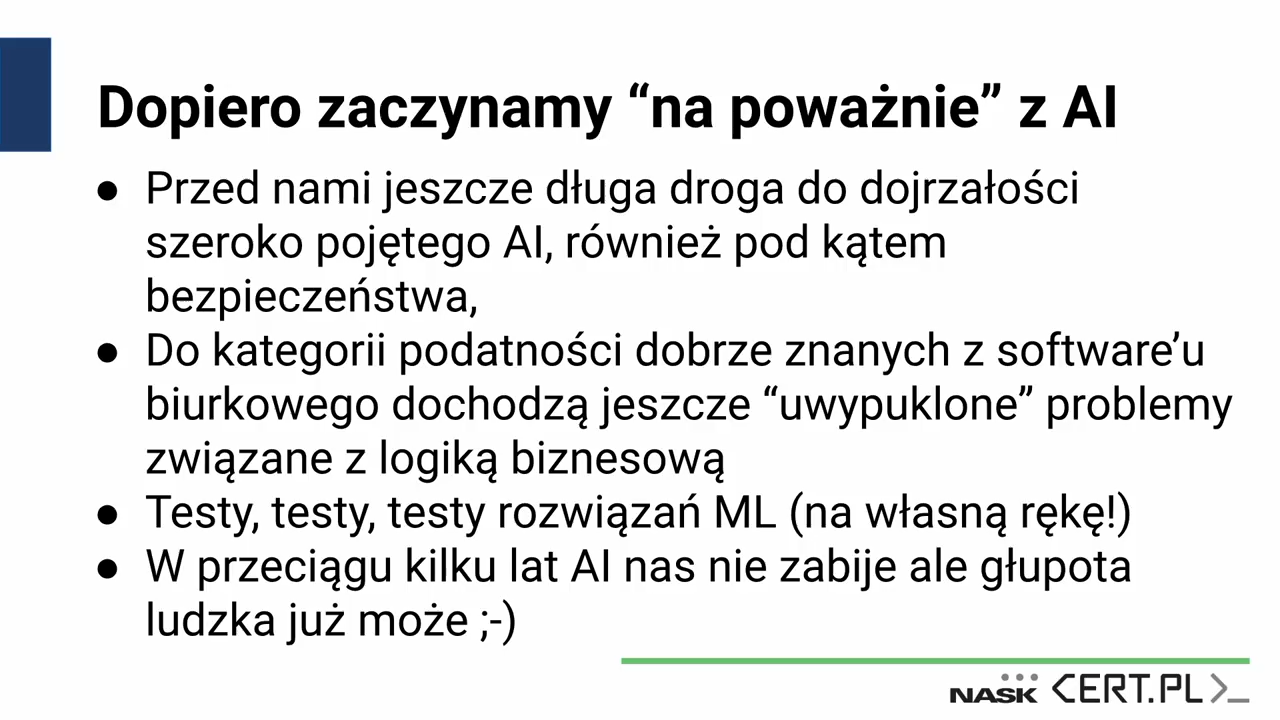 Dopiero zaczynamy “na poważnie” z AI
● Przed nami jeszcze długa droga do dojrzałości
szeroko pojętego AI, również pod kątem
bezpieczeństwa,
● Do kategorii podatności dobrze znanych z software’u
biurkowego dochodzą jeszcze “uwypuklone” problemy
związane z logiką biznesową
● Testy, testy, testy rozwiązań ML (na własną rękę!)
● W przeciągu kilku lat AI nas nie zabije ale głupota
ludzka już może ;-)
NASK CERT.PL>_